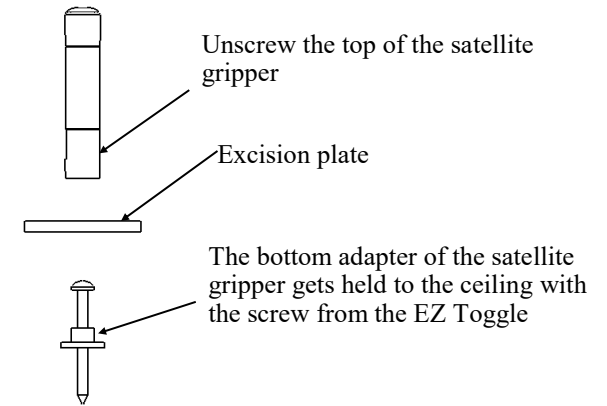 Unscrew the top of the satellite
gripper
Excision plate
The bottom adapter of the satellite
gripper gets held to the ceiling with
the screw from the EZ Toggle